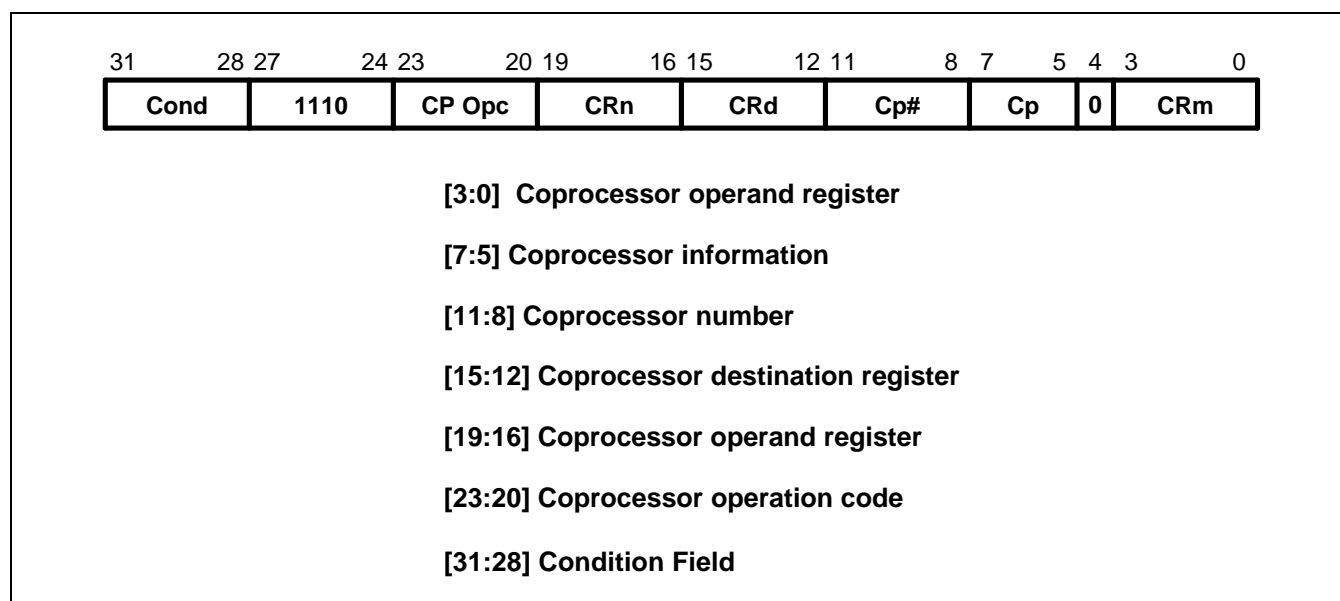 31 28 27 24 23 20 19 16 15 12 11 8 7 5 4 3 0
Cond 1110 CP Opc CRn CRd Cp# Cp 0 CRm
[3:0] Coprocessor operand register
[7:5] Coprocessor information
[11:8] Coprocessor number
[15:12] Coprocessor destination register
[19:16] Coprocessor operand register
[23:20] Coprocessor operation code
[31:28] Condition Field